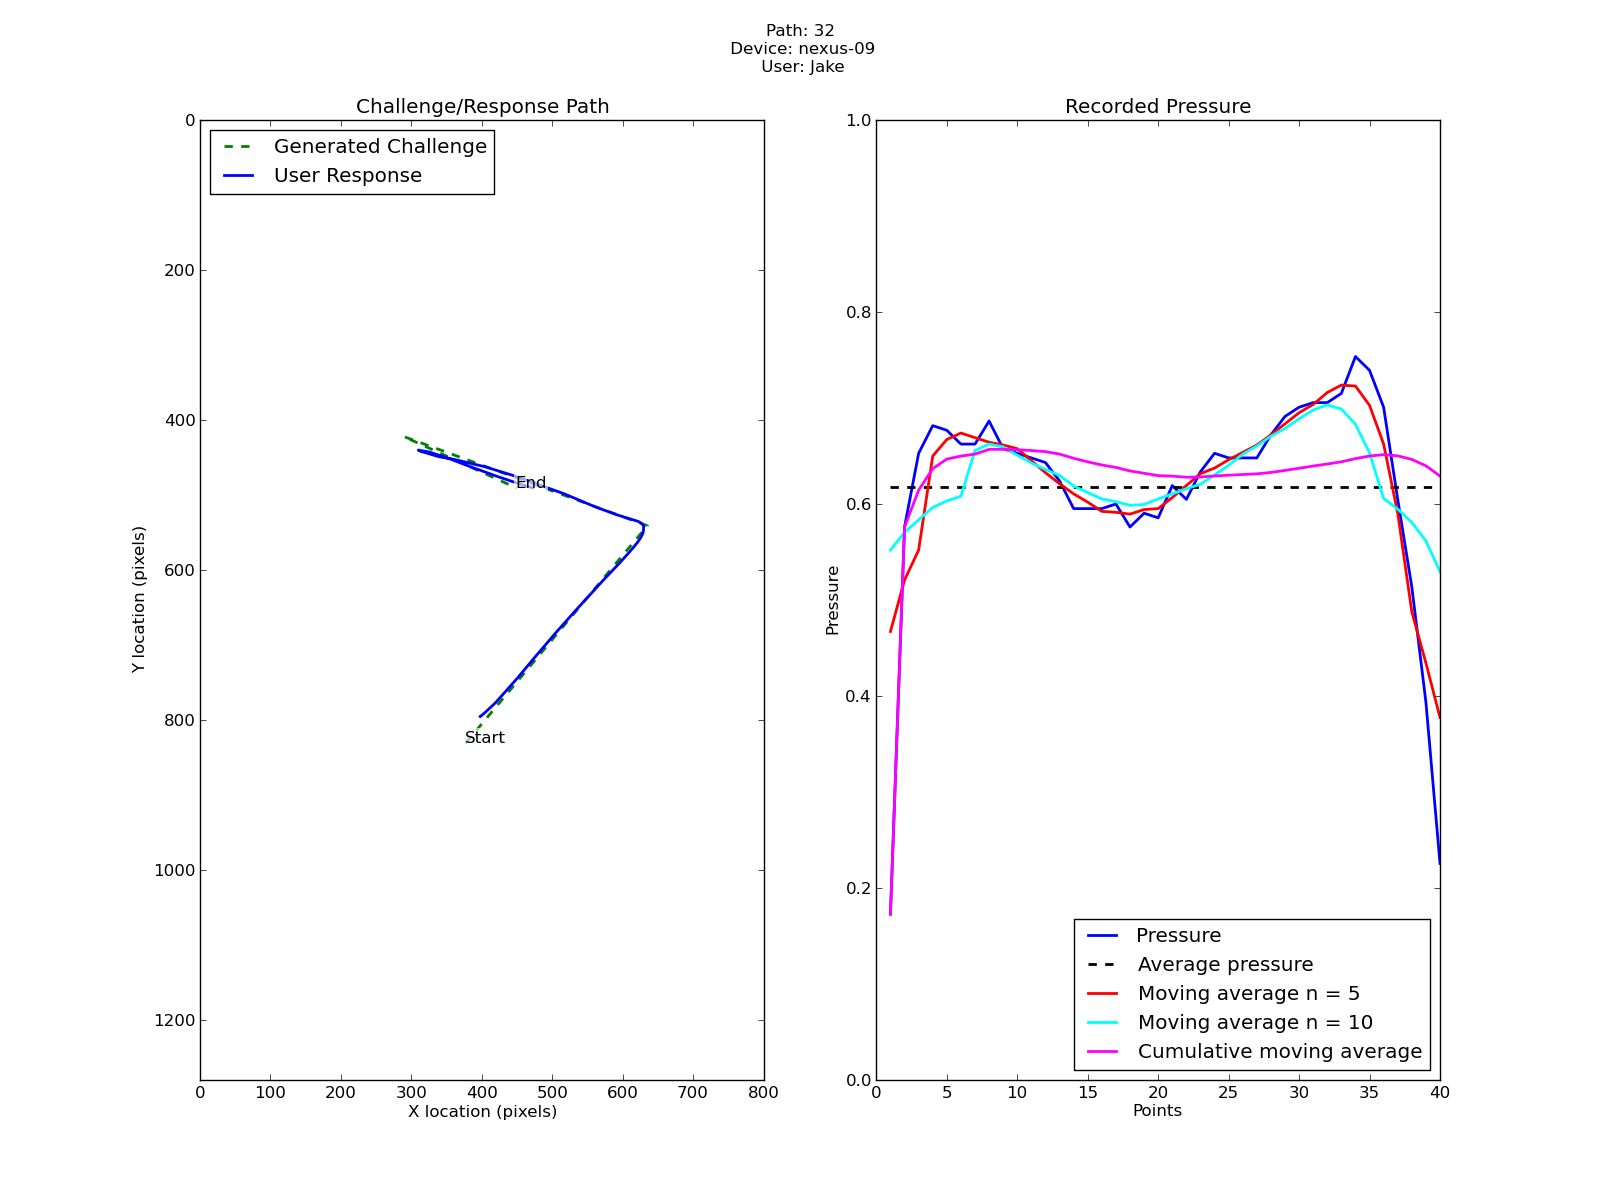 Path: 32
Device: nexus-09
User: Jake
Challenge/Response Path
Generated Challenge
User Response
0
200
400
600
800
1000
1200
Y location (pixels)
End
Start
0 100 200 300 400 500 600 700 800
X location (pixels)
Recorded Pressure
1.0
0.8
0.6
0.4
0.2
0.0
Pressure
Pressure
Average pressure
Moving average n = 5
Moving average n = 10
Cumulative moving average
0 5 10 15 20 25 30 35 40
Points